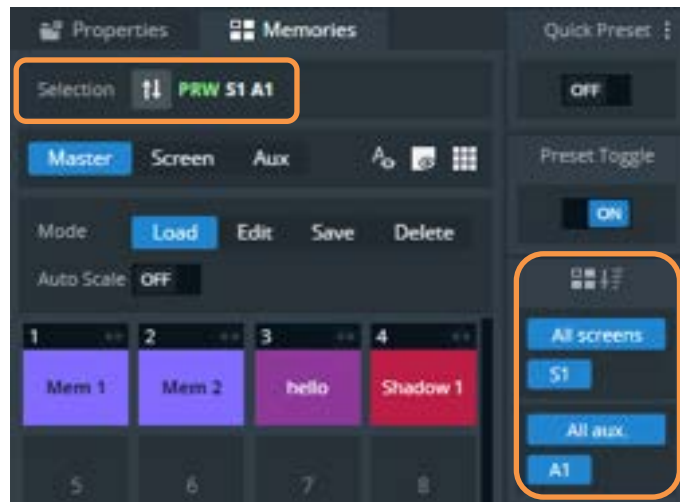 Properties Memories
Quick Preset
Selection PRW S1 A1
OFF
Master Screen Aux
Preset Toggle
ON
Mode Load Edit Save Delete
Auto Scale OFF
1 2 3 4
Mem 1 Mem 2 hello Shadow 1
5 6 7 8
All screens
S1
All aux.
A1